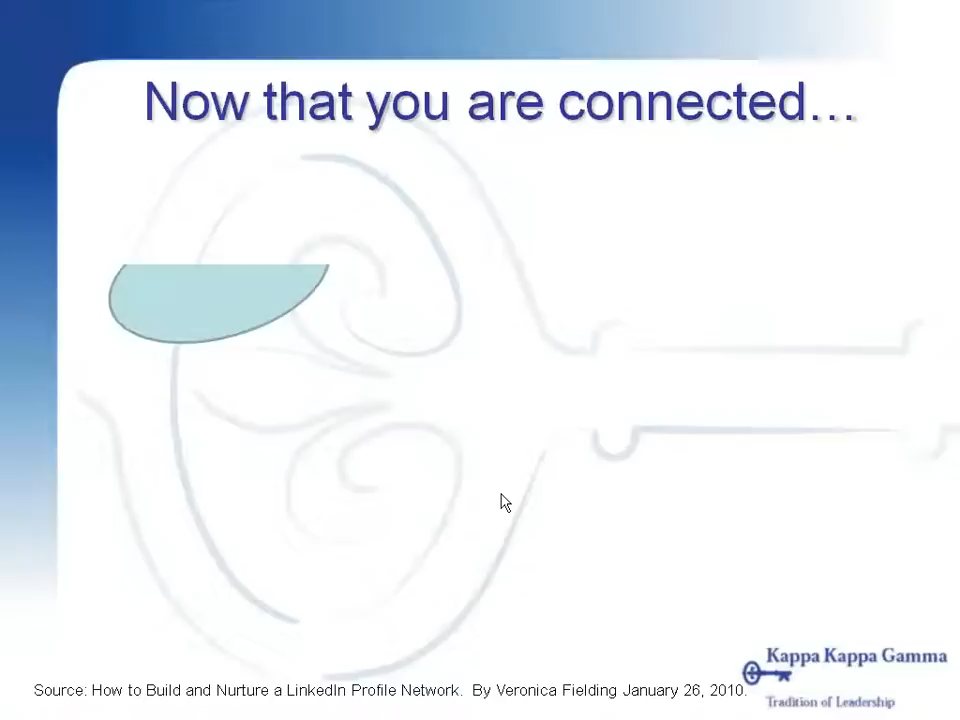 Now that you are connected…
Kappa Kappa Gamma
Source: How to Build and Nurture a LinkedIn Profile Network. By Veronica Fielding January 26, 2010.
Tradition of Leadership